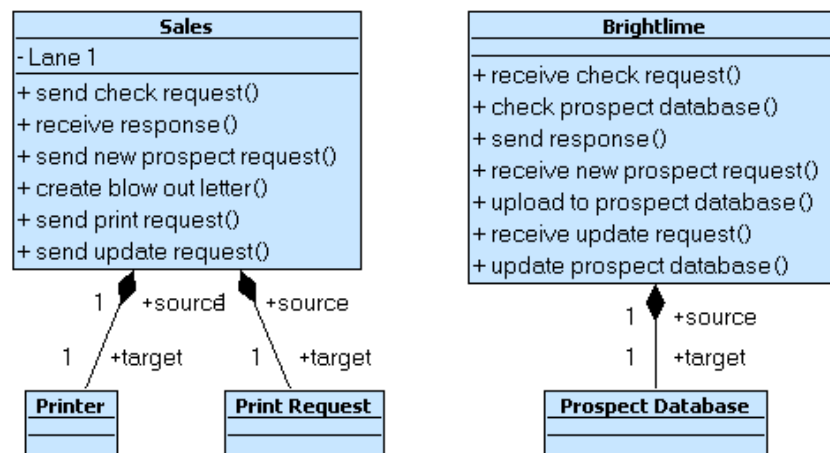 Sales
- Lane 1
+ send check request()
+ receive response()
+ send new prospect request()
+ create blow out letter()
+ send print request()
+ send update request()
Brightlime
+ receive check request()
+ check prospect database()
+ send response()
+ receive new prospect request()
+ upload to prospect database()
+ receive update request()
+ update prospect database()
1 +source 1 +source
1 +target 1 +target
1 +source
1 +target
Printer
Print Request
Prospect Database